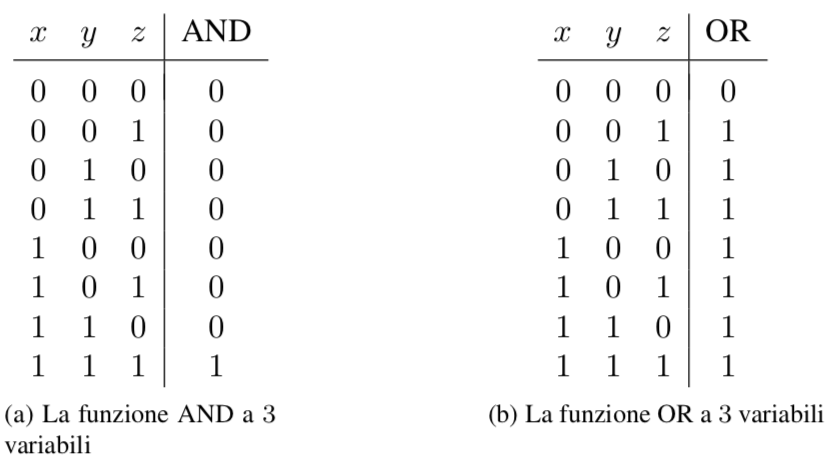 x y z AND
0 0 0 0
0 0 1 0
0 1 0 0
0 1 1 0
1 0 0 0
1 0 1 0
1 1 0 0
1 1 1 1
(a) La funzione AND a 3
variabili
x y z OR
0 0 0 0
0 0 1 1
0 1 0 1
0 1 1 1
1 0 0 1
1 0 1 1
1 1 0 1
1 1 1 1
(b) La funzione OR a 3 variabili